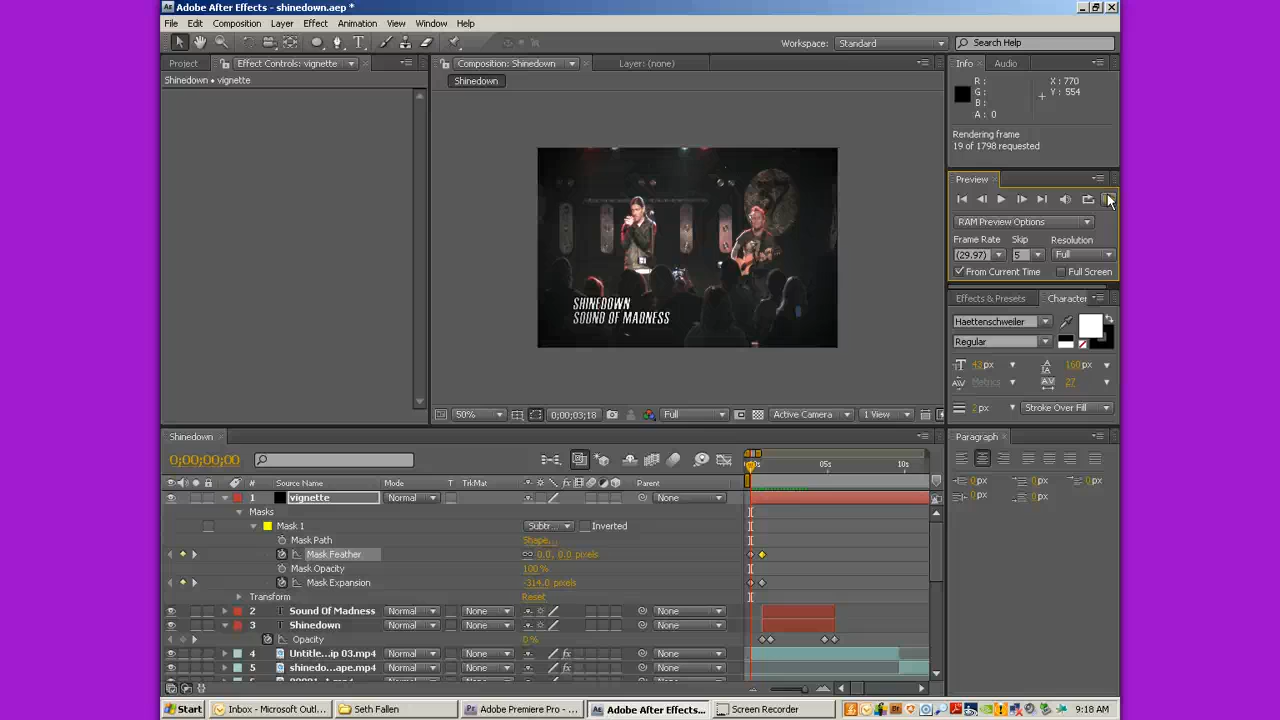 Adobe After Effects - shinedown.aep *
File Edit Composition Layer Effect Animation View Window Help
Workspace: Standard Search Help
Project Effect Controls: vignette Composition: Shinedown Layer: (none) Info Audio
Shinedown • vignette Shinedown
R: X: 770
G: Y: 554
B:
A: 0
Rendering frame
19 of 1798 requested
Preview
RAM Preview Options
Frame Rate Skip Resolution
(29.97) 5 Full
From Current Time Full Screen
Effects & Presets Character
SHINEDOWN
SOUND OF MADNESS
Haettenschweiler
Regular
43 px 160 px
Metrics 27
2 px Stroke Over Fill
50% 0;00;03;18 Full Active Camera 1 View
Shinedown Paragraph
0;00;00;00 05s 10s
# Source Name Mode T TrkMat Parent
1 vignette Normal None
Masks
Mask 1 Subtr... Inverted
Mask Path Shape...
Mask Feather 0.0, 0.0 pixels
Mask Opacity 100 %
Mask Expansion -314.0 pixels
Transform Reset
2 Sound Of Madness Normal None None
3 Shinedown Normal None None
Opacity 0 %
4 Untitle...ip 03.mp4 Normal None None
5 shinedo...ape.mp4 Normal None None
0 px 0 px 0 px
0 px 0 px
Start Inbox - Microsoft Outl... Seth Fallen Adobe Premiere Pro - ... Adobe After Effects... Screen Recorder 9:18 AM